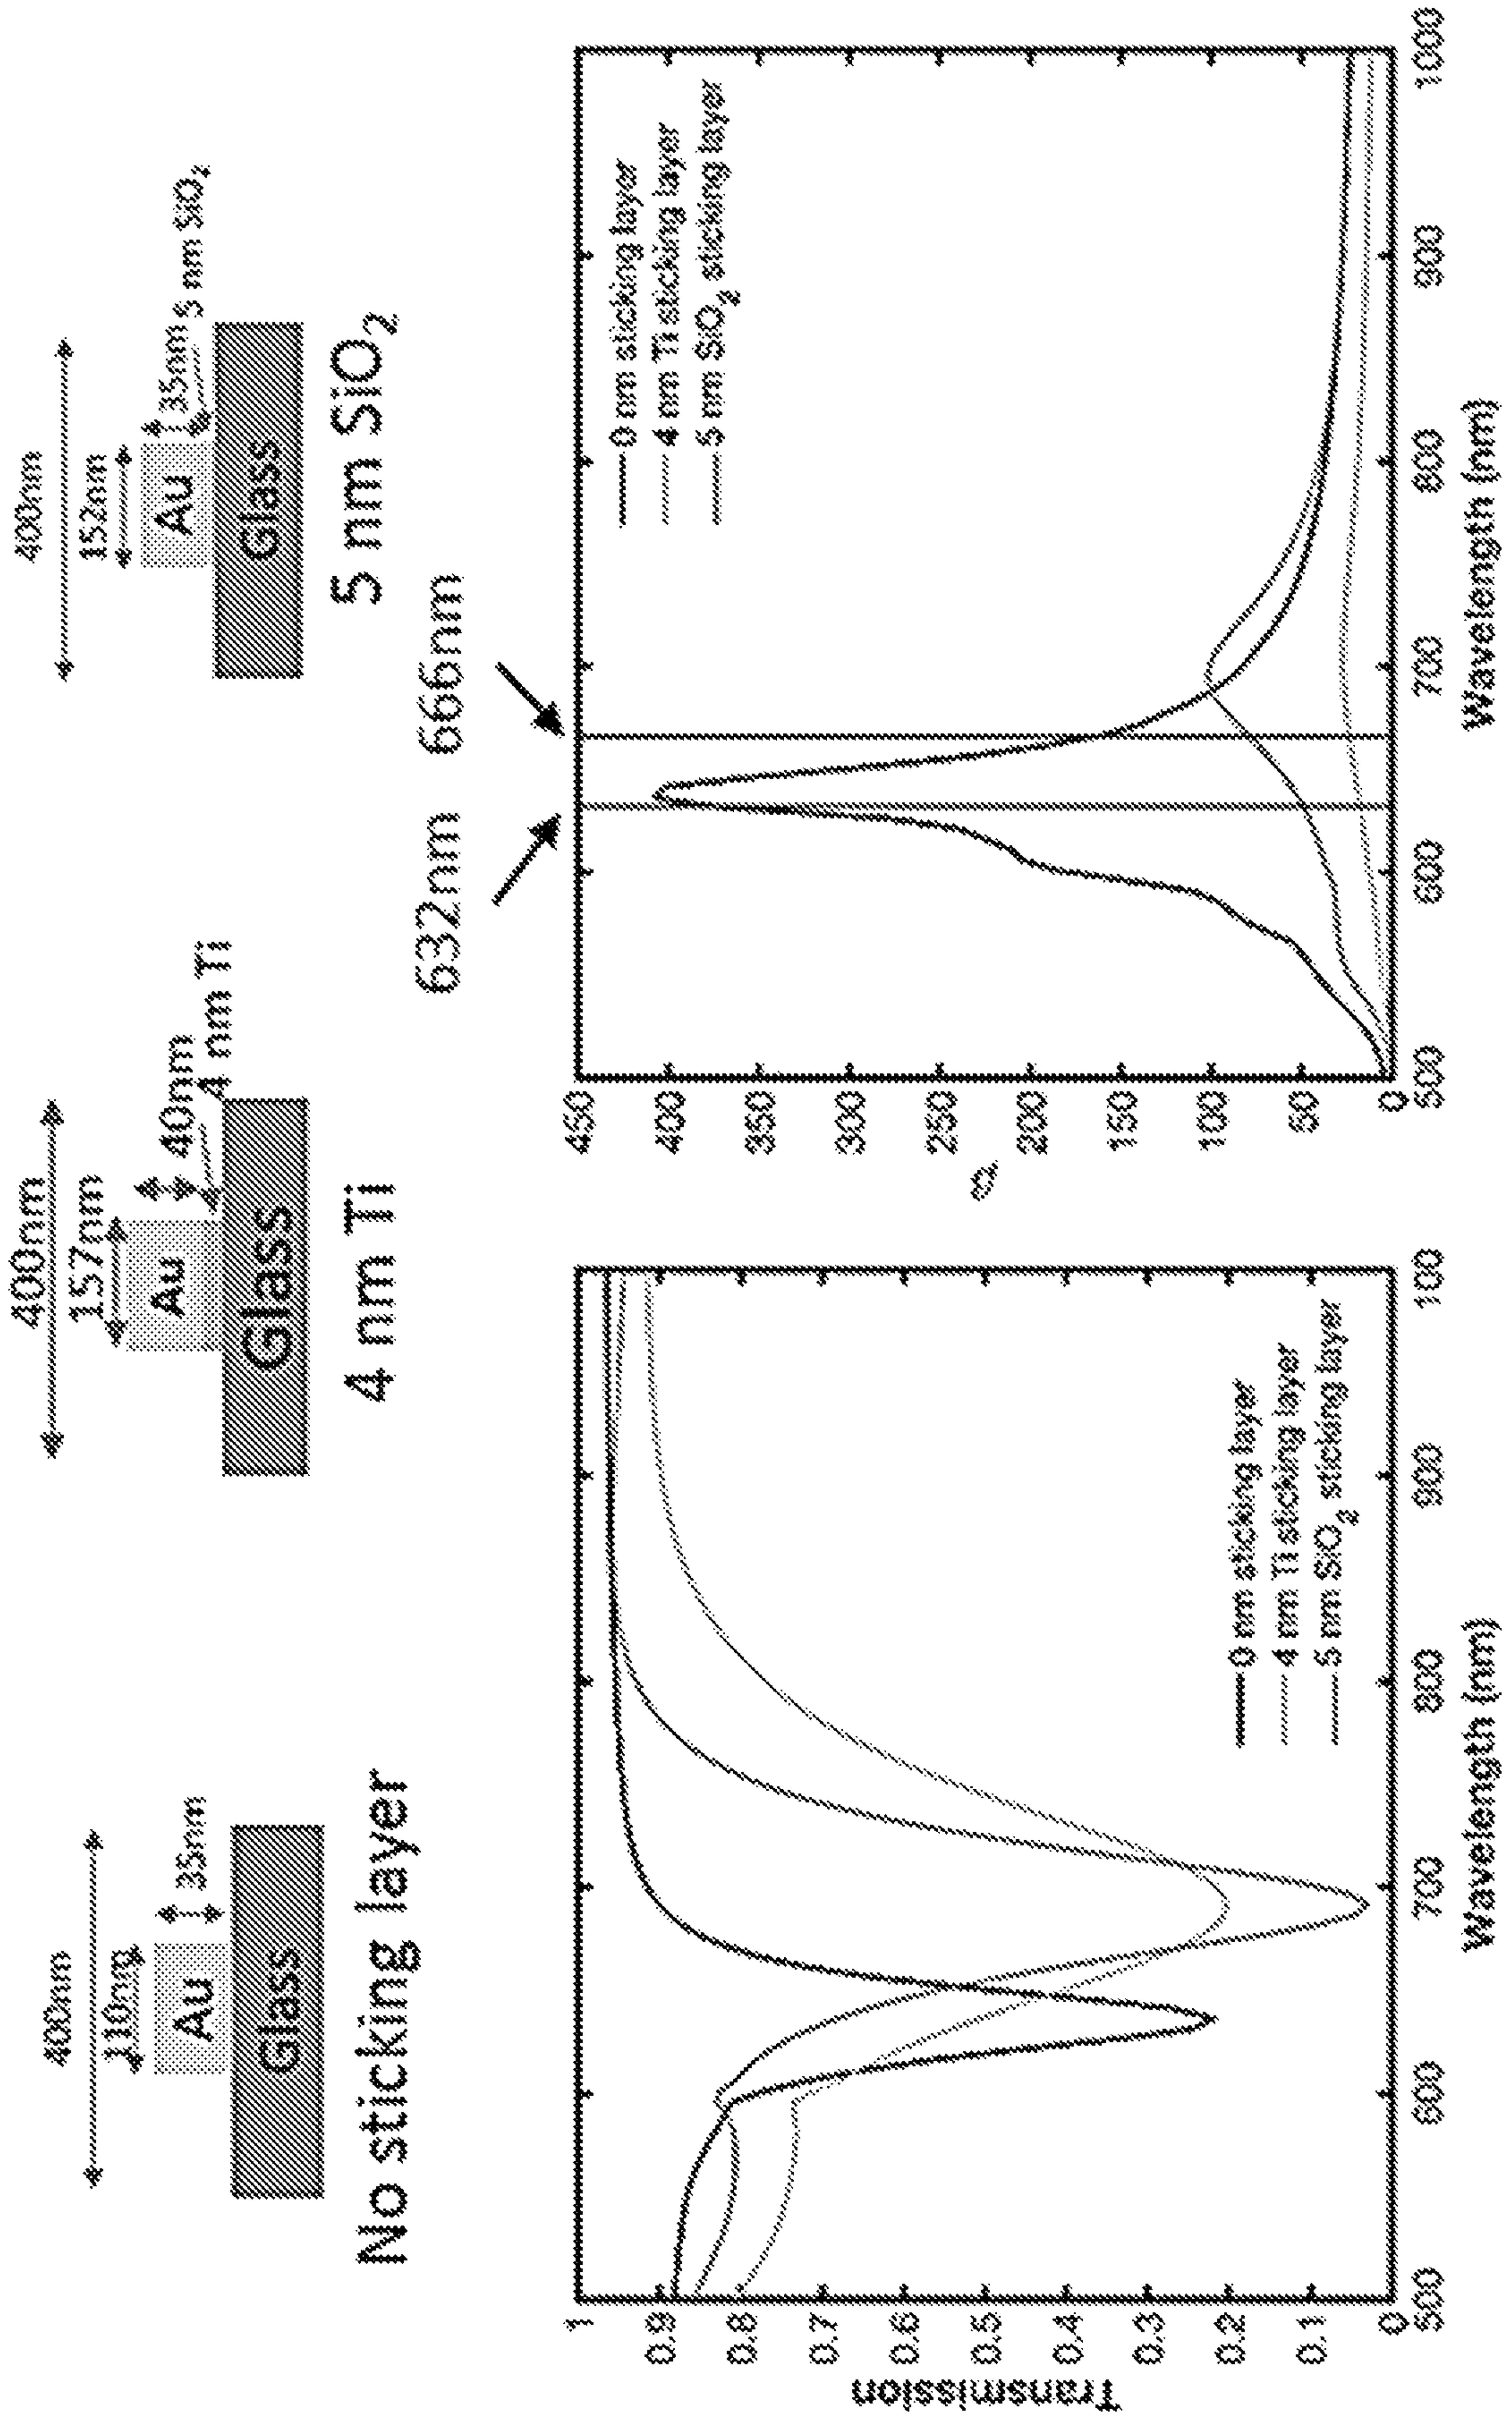 400nm
110nm
Au
35nm
Glass
No sticking layer
400nm
157nm
Au
40nm
4 nm Ti
Glass
4 nm Ti
400nm
152nm
Au
35nm
5 nm SiO2
Glass
5 nm SiO2
Transmission
1
0.9
0.8
0.7
0.6
0.5
0.4
0.3
0.2
0.1
0
0 nm sticking layer
4 nm Ti sticking layer
5 nm SiO2 sticking layer
500 600 700 800 900 100
Wavelength (nm)
632nm 666nm
450
400
350
300
250
200
150
100
50
0
0 nm sticking layer
4 nm Ti sticking layer
5 nm SiO2 sticking layer
500 600 700 800 900 1000
Wavelength (nm)